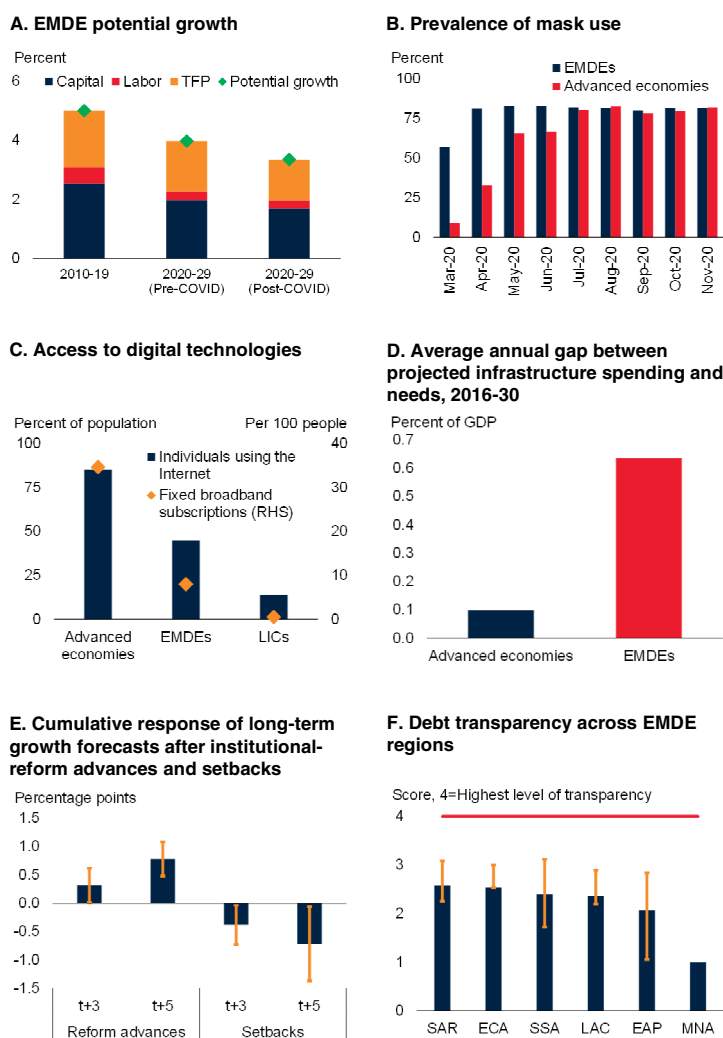 A. EMDE potential growth
Percent
6
Capital Labor TFP Potential growth
4
2
0
2010-19
2020-29
(Pre-COVID)
2020-29
(Post-COVID)
B. Prevalence of mask use
Percent
100
EMDEs
Advanced economies
75
50
25
0
Mar-20
Apr-20
May-20
Jun-20
Jul-20
Aug-20
Sep-20
Oct-20
Nov-20
C. Access to digital technologies
Percent of population
Per 100 people
100
75
50
25
0
Individuals using the
Internet
Fixed broadband
subscriptions (RHS)
40
30
20
10
0
Advanced
economies
EMDEs
LICs
D. Average annual gap between
projected infrastructure spending and
needs, 2016-30
Percent of GDP
0.7
0.6
0.5
0.4
0.3
0.2
0.1
0.0
Advanced economies
EMDEs
E. Cumulative response of long-term
growth forecasts after institutional-
reform advances and setbacks
Percentage points
1.5
1.0
0.5
0.0
-0.5
-1.0
-1.5
t+3
t+5
t+3
t+5
Reform advances
Setbacks
F. Debt transparency across EMDE
regions
Score, 4=Highest level of transparency
4
3
2
1
0
SAR
ECA
SSA
LAC
EAP
MNA